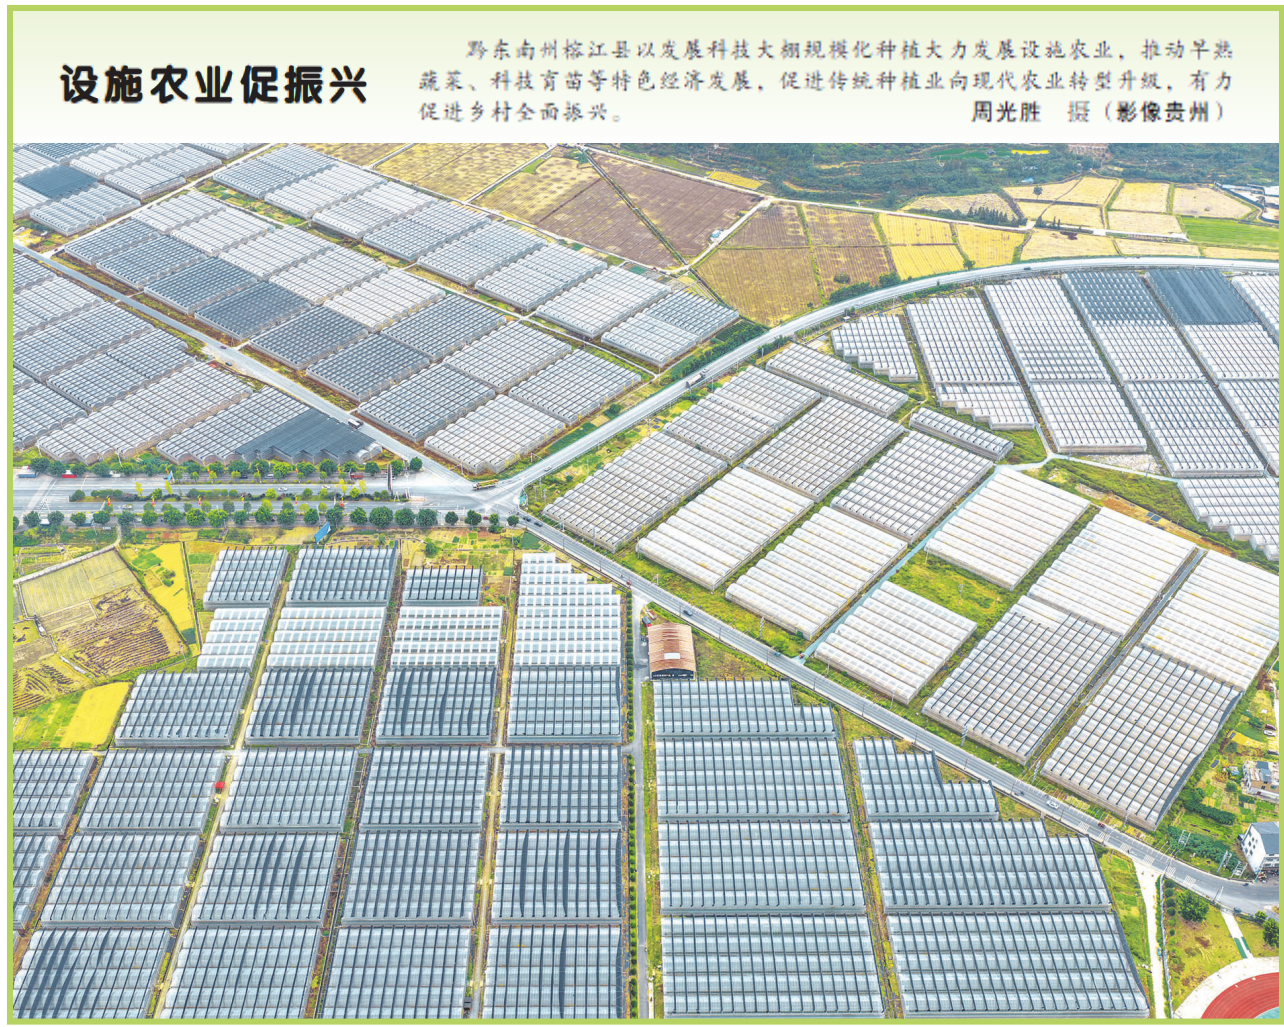 设施农业促振兴
黔东南州榕江县以发展科技大棚规模化种植大力发展设施农业，推动早熟
蔬菜、科技育苗等特色经济发展，促进传统种植业向现代农业转型升级，有力
促进乡村全面振兴。
周光胜 摄（影像贵州）